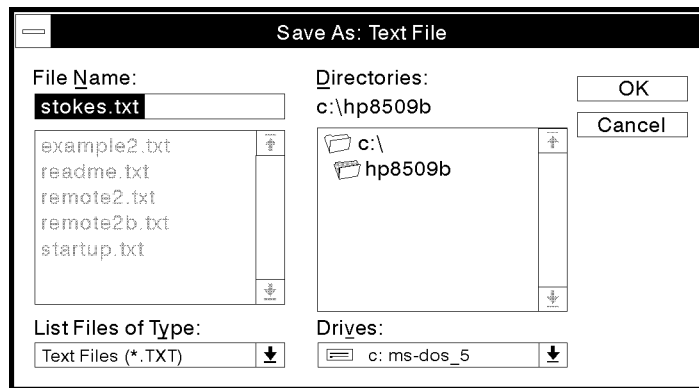 Save As: Text File
File Name:
stokes.txt
example2.txt
readme.txt
remote2.txt
remote2b.txt
startup.txt
List Files of Type:
Text Files (*.TXT)
Directories:
c:\hp8509b
c:\
hp8509b
Drives:
c: ms-dos_5
OK
Cancel